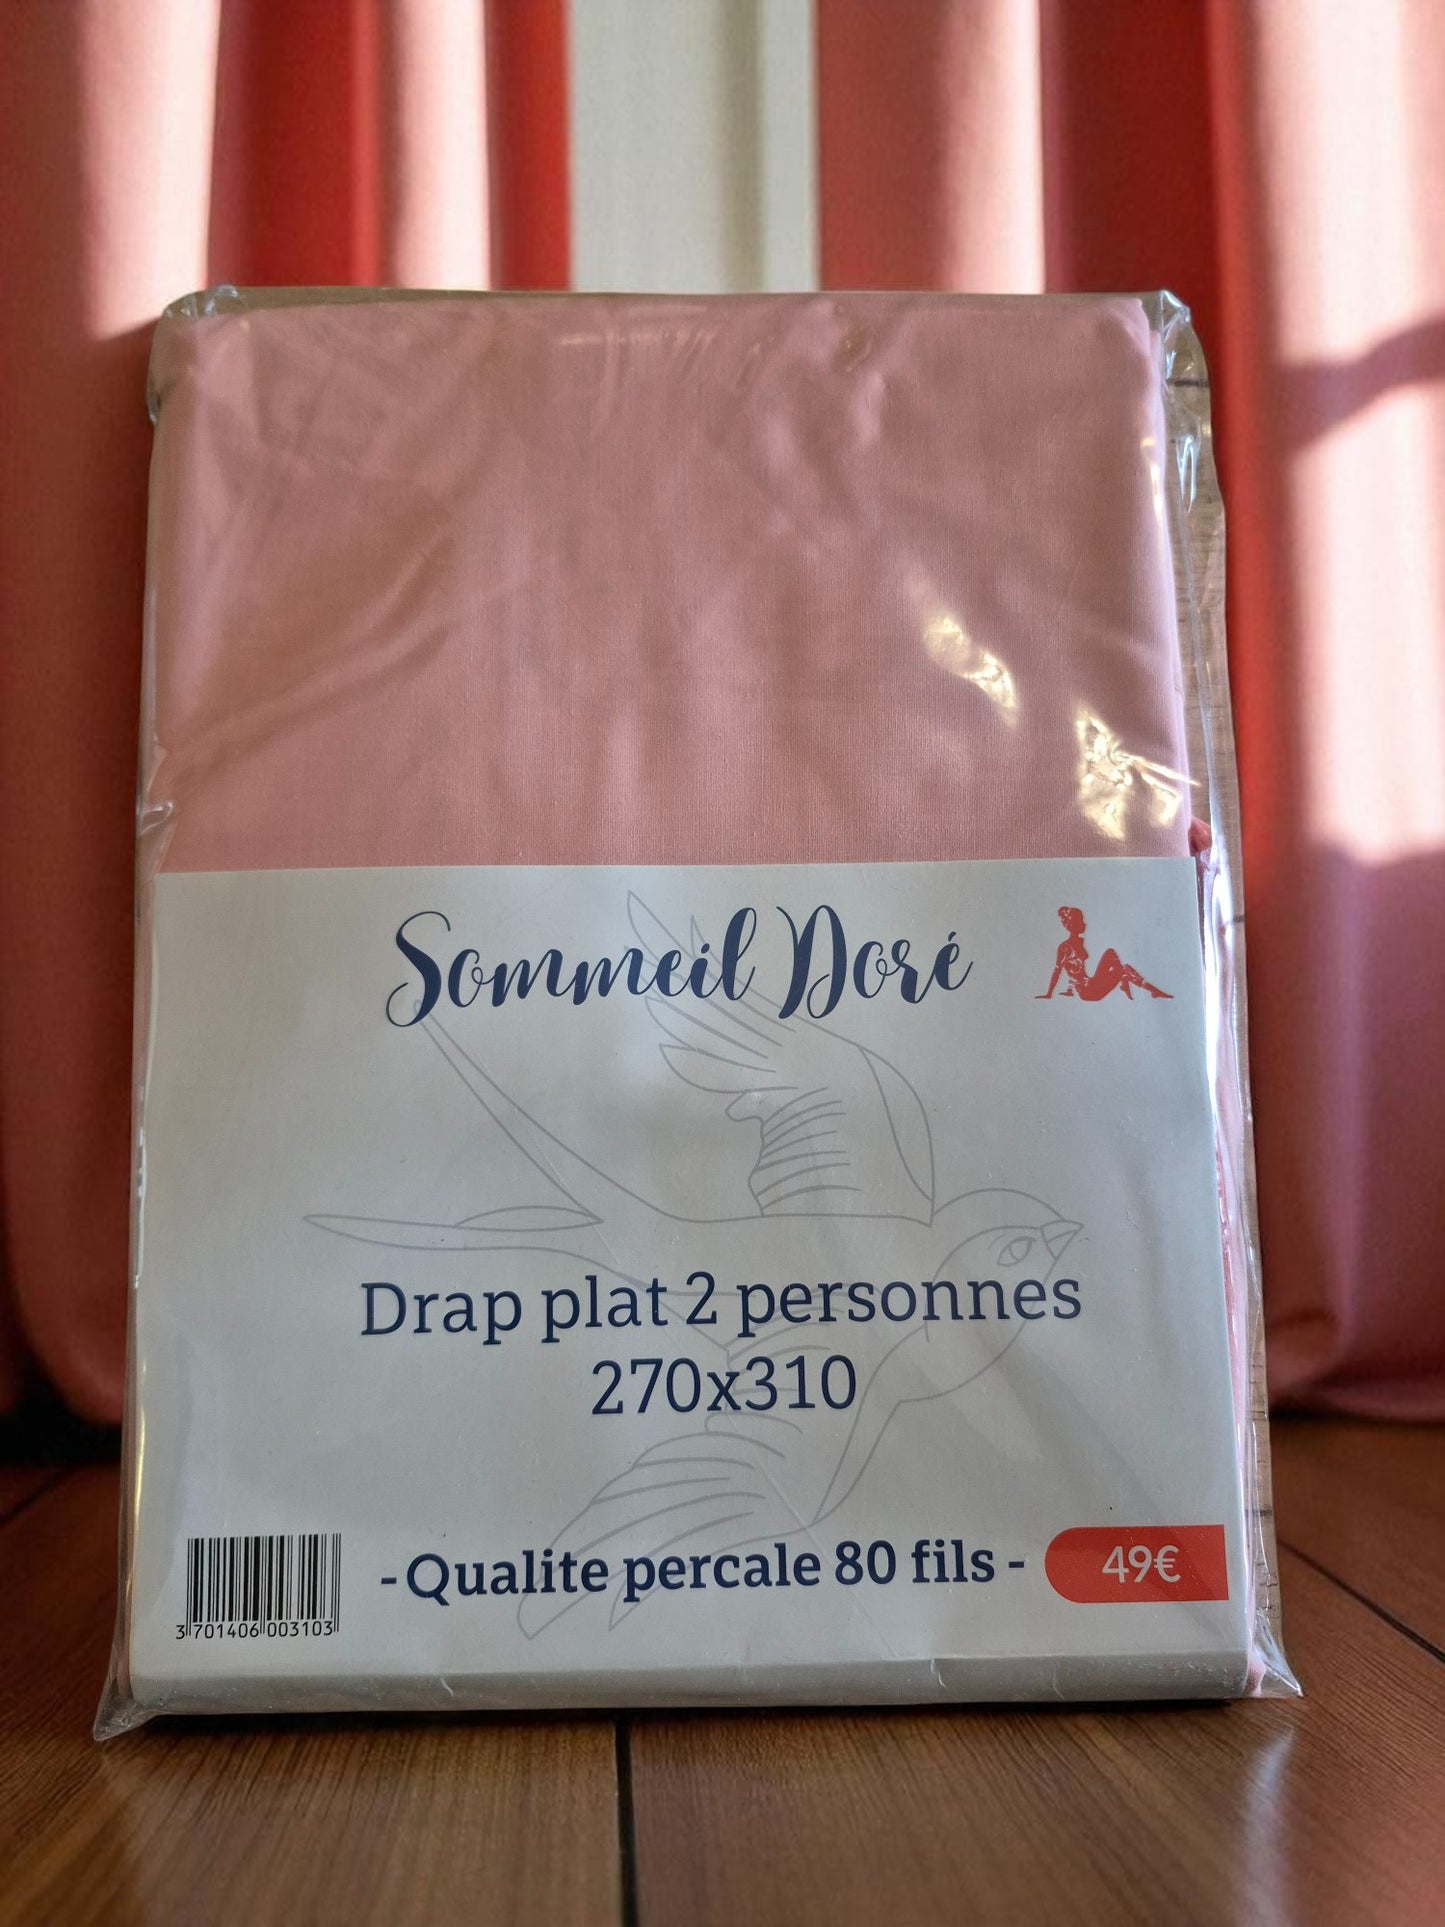 Sommeil Doré
Drap plat 2 personnes
270x310
-Qualite percale 80 fils-
49€
3 701406 003103